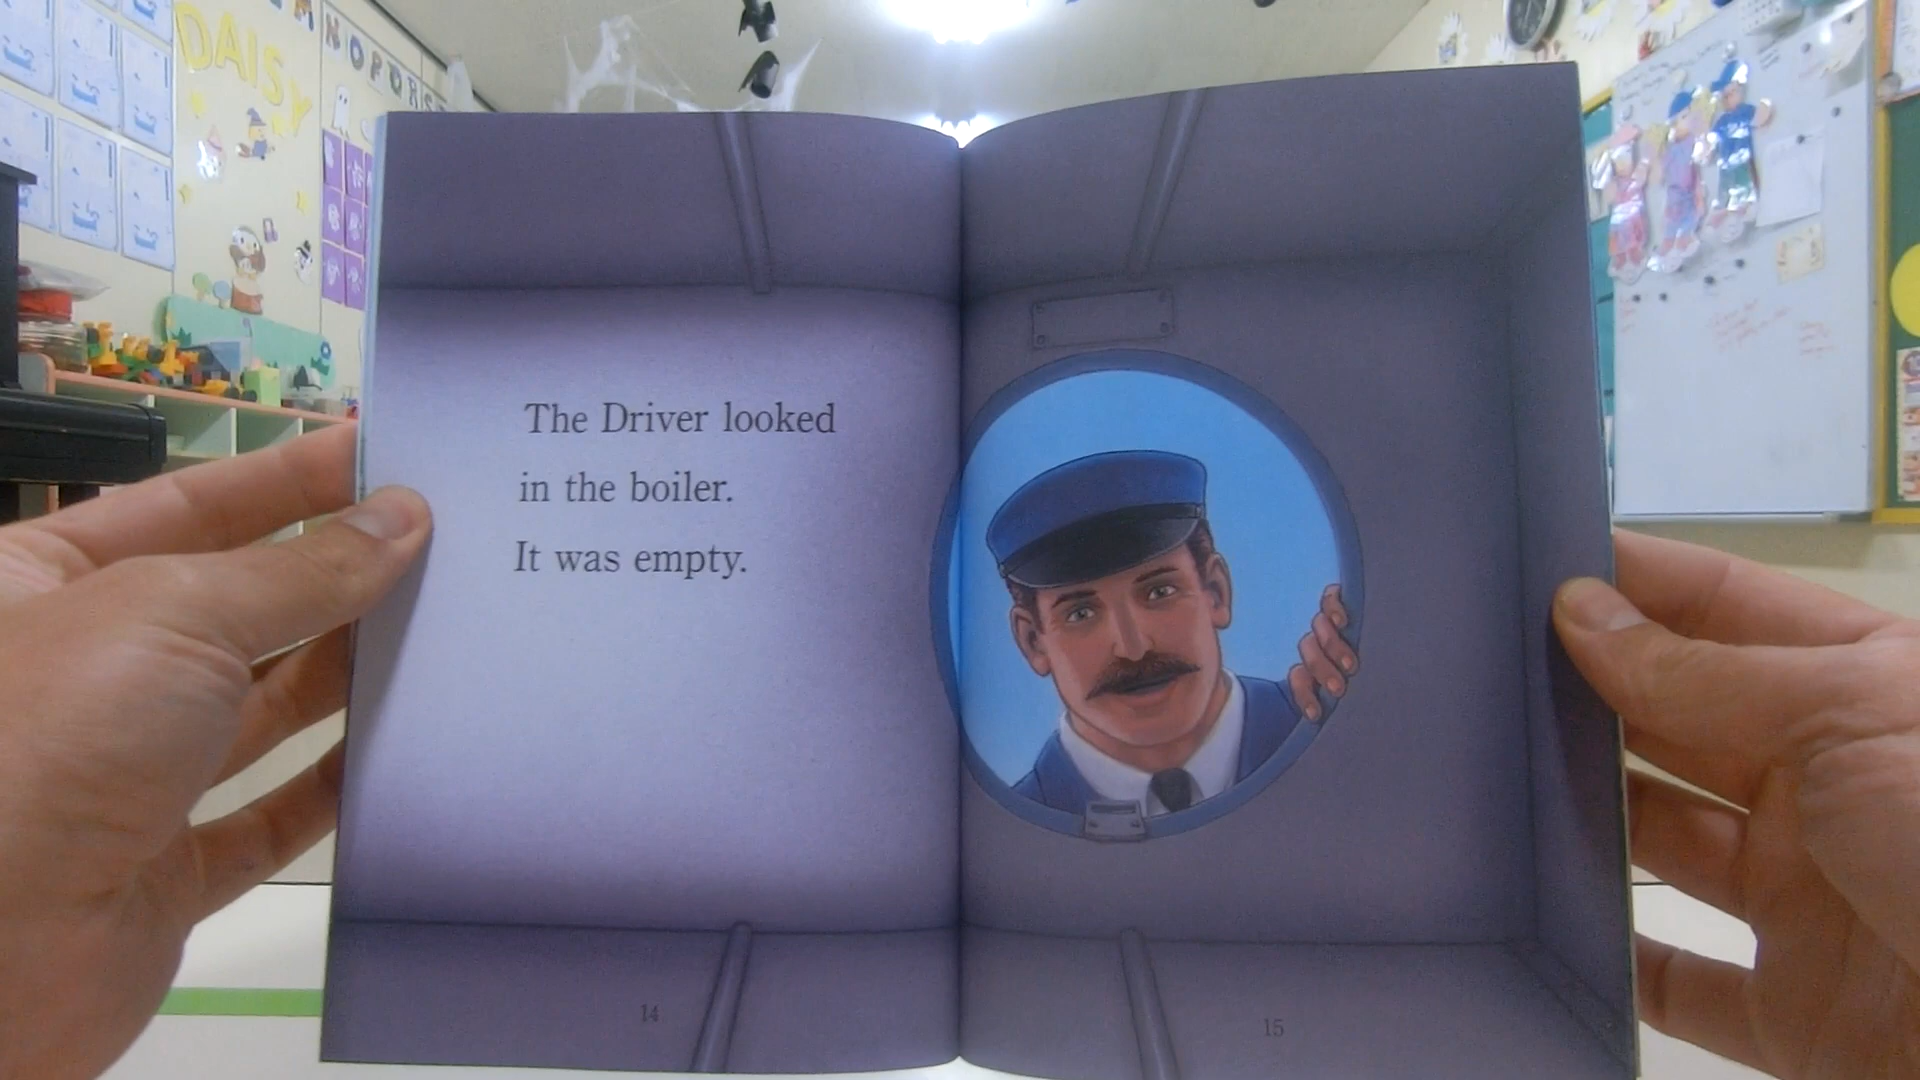 DAISY
The Driver looked
in the boiler.
It was empty.
14
15